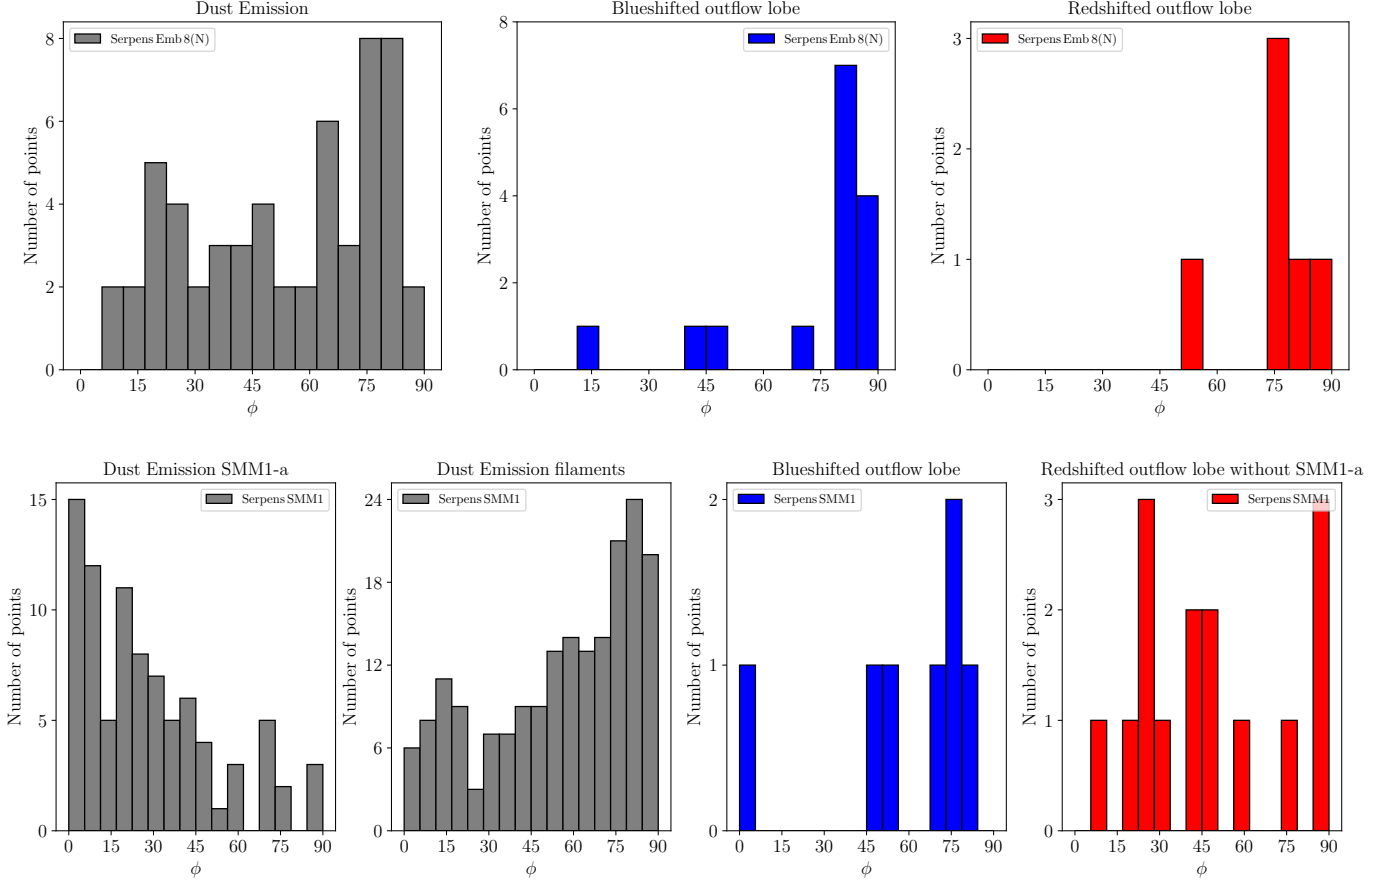 Dust Emission
Serpens Emb 8(N)
Number of points
8
6
4
2
0
0 15 30 45 60 75 90
ϕ
Blueshifted outflow lobe
Serpens Emb 8(N)
Number of points
8
6
4
2
0
0 15 30 45 60 75 90
ϕ
Redshifted outflow lobe
Serpens Emb 8(N)
Number of points
3
2
1
0
0 15 30 45 60 75 90
ϕ
Dust Emission SMM1-a
Serpens SMM1
Number of points
15
10
5
0
0 15 30 45 60 75 90
ϕ
Dust Emission filaments
Serpens SMM1
Number of points
24
18
12
6
0
0 15 30 45 60 75 90
ϕ
Blueshifted outflow lobe
Serpens SMM1
Number of points
2
1
0
0 15 30 45 60 75 90
ϕ
Redshifted outflow lobe without SMM1-a
Serpens SMM1
Number of points
3
2
1
0
0 15 30 45 60 75 90
ϕ